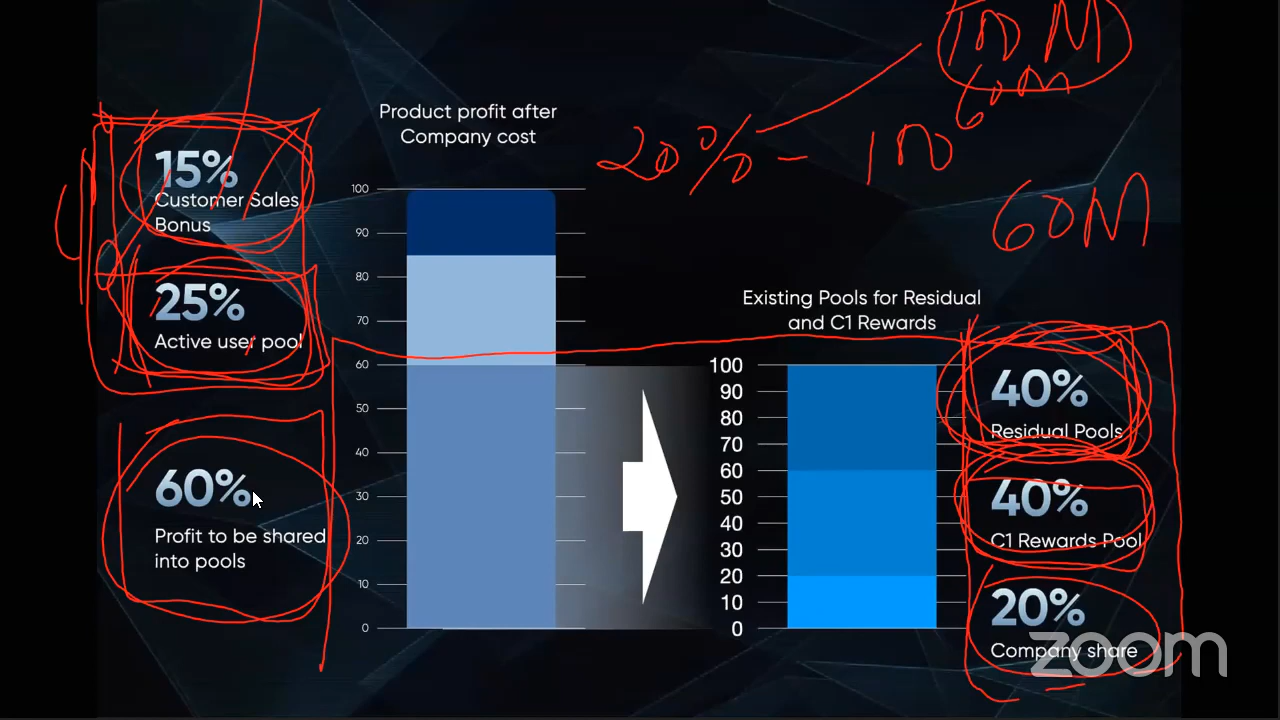 Product profit after
Company cost
15%
Customer Sales
Bonus
25%
Active user pool
60%
Profit to be shared
into pools
100
90
80
70
60
50
40
30
20
10
0
20% - 100
100 M
60M
60M
Existing Pools for Residual
and C1 Rewards
100
90
80
70
60
50
40
30
20
10
0
40%
Residual Pools
40%
C1 Rewards Pool
20%
Company share
zoom